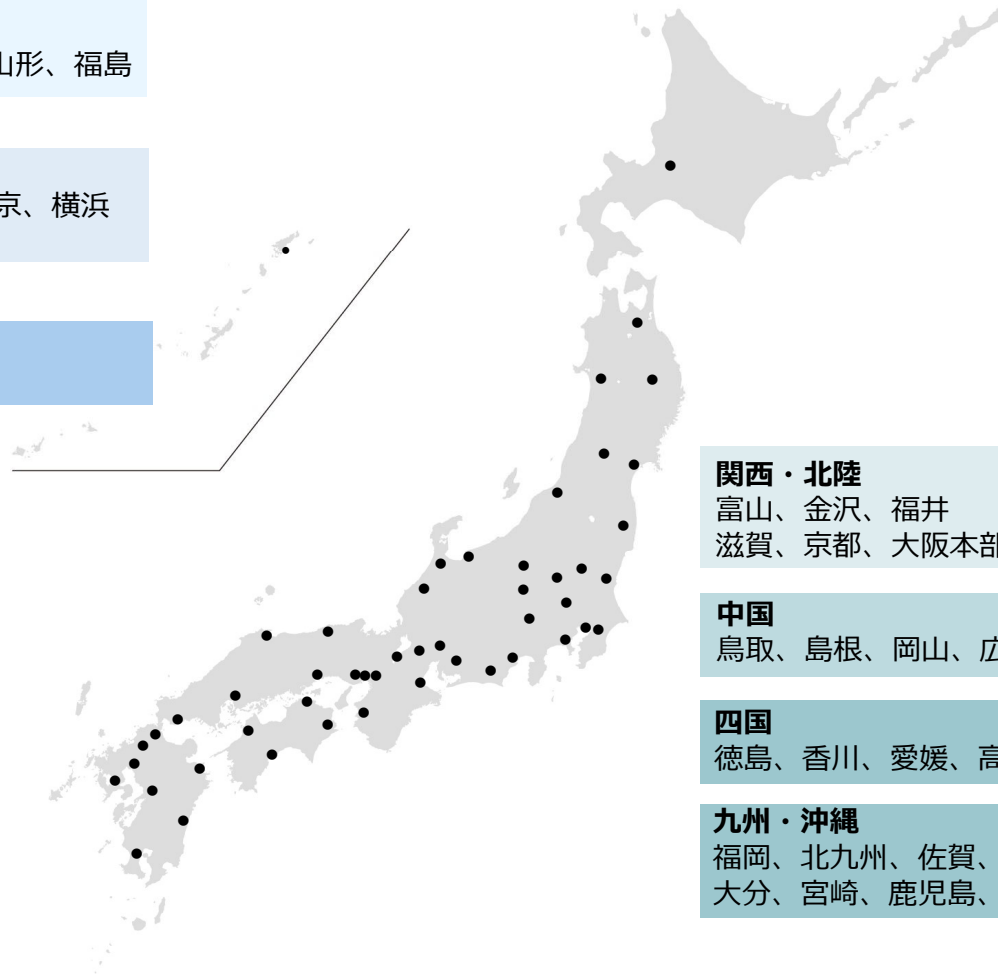 山形、福島
京、横浜
関西・北陸
富山、金沢、福井
滋賀、京都、大阪本部
中国
鳥取、島根、岡山、広
四国
徳島、香川、愛媛、高
九州・沖縄
福岡、北九州、佐賀、
大分、宮崎、鹿児島、